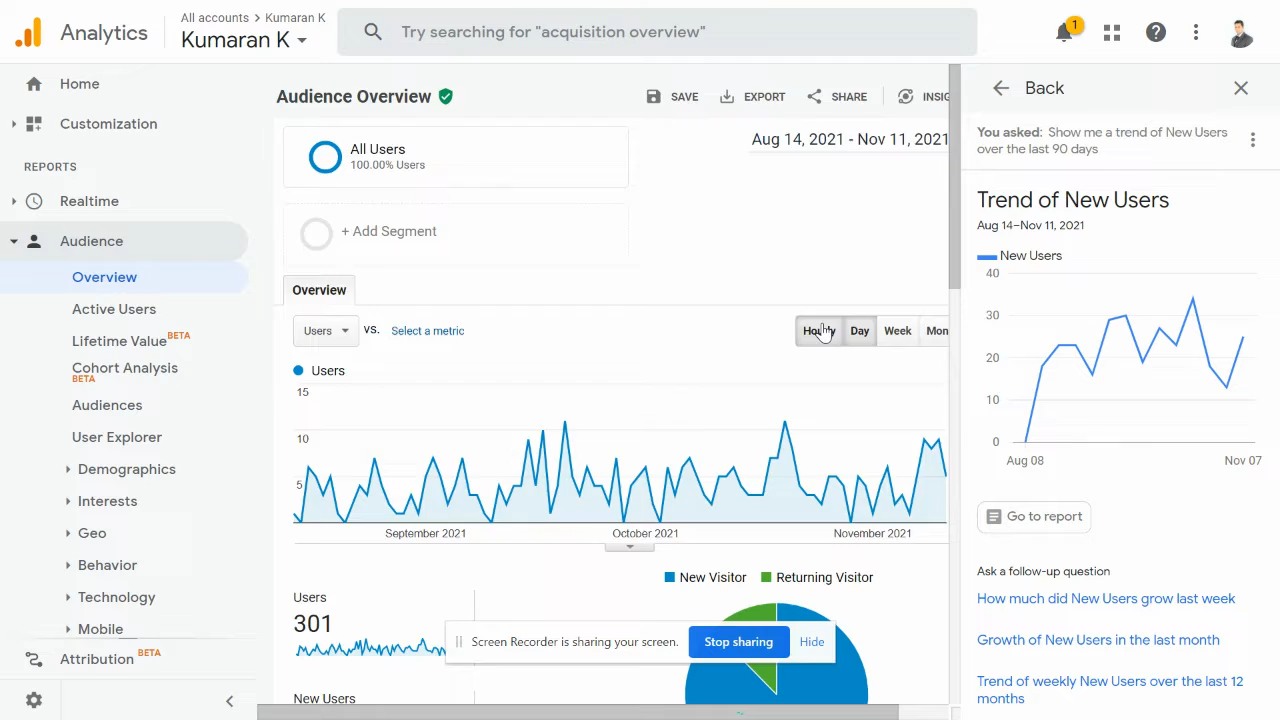 Analytics
All accounts > Kumaran K
Kumaran K
Try searching for "acquisition overview"
1
Home
Customization
REPORTS
Realtime
Audience
Overview
Active Users
Lifetime Value BETA
Cohort Analysis
BETA
Audiences
User Explorer
Demographics
Interests
Geo
Behavior
Technology
Mobile
Attribution BETA
Audience Overview
SAVE
EXPORT
SHARE
INSIG
All Users
100.00% Users
Aug 14, 2021 - Nov 11, 2021
+ Add Segment
Overview
Users
VS.
Select a metric
Hourly
Day
Week
Mon
Users
15
10
5
September 2021
October 2021
November 2021
New Visitor
Returning Visitor
Users
301
Screen Recorder is sharing your screen.
Stop sharing
Hide
New Users
Back
You asked: Show me a trend of New Users
over the last 90 days
Trend of New Users
Aug 14–Nov 11, 2021
New Users
40
30
20
10
0
Aug 08
Nov 07
Go to report
Ask a follow-up question
How much did New Users grow last week
Growth of New Users in the last month
Trend of weekly New Users over the last 12
months